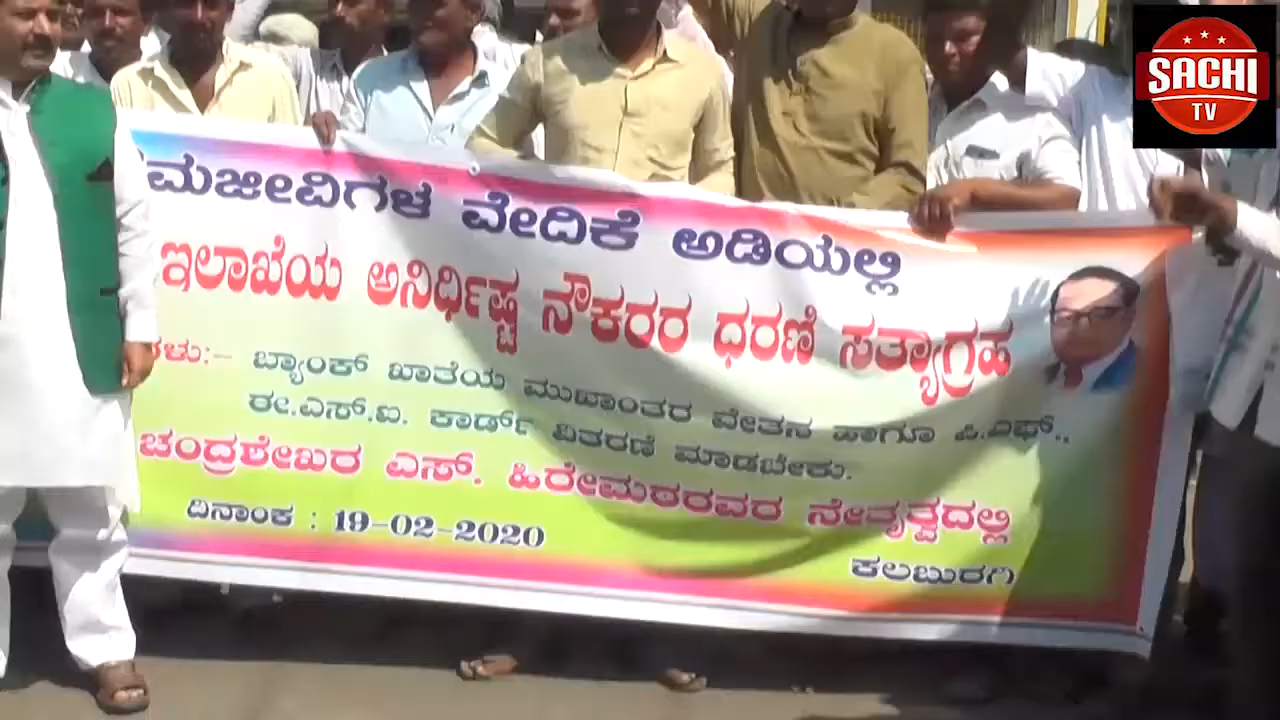 SACHI
TV
ಮಜೀವಿಗಳ ವೇದಿಕೆ ಅಡಿಯಲ್ಲಿ
ಇಲಾಖೆಯ ಅನಿರ್ಧಿಷ್ಟ ನೌಕರರ ಧರಣಿ ಸತ್ಯಾಗ್ರಹ
ಳು:- ಬ್ಯಾಂಕ್ ಖಾತೆಯ ಮುಖಾಂತರ ವೇತನ ಹಾಗೂ ಪಿ.ಎಫ್.,
ಈ.ಎಸ್.ಐ. ಕಾರ್ಡ್ ವಿತರಣೆ ಮಾಡಬೇಕು.
ಚಂದ್ರಶೇಖರ ಎಸ್. ಹಿರೇಮಠರವರ ನೇತೃತ್ವದಲ್ಲಿ
ದಿನಾಂಕ : 19-02-2020
ಕಲಬುರಗಿ